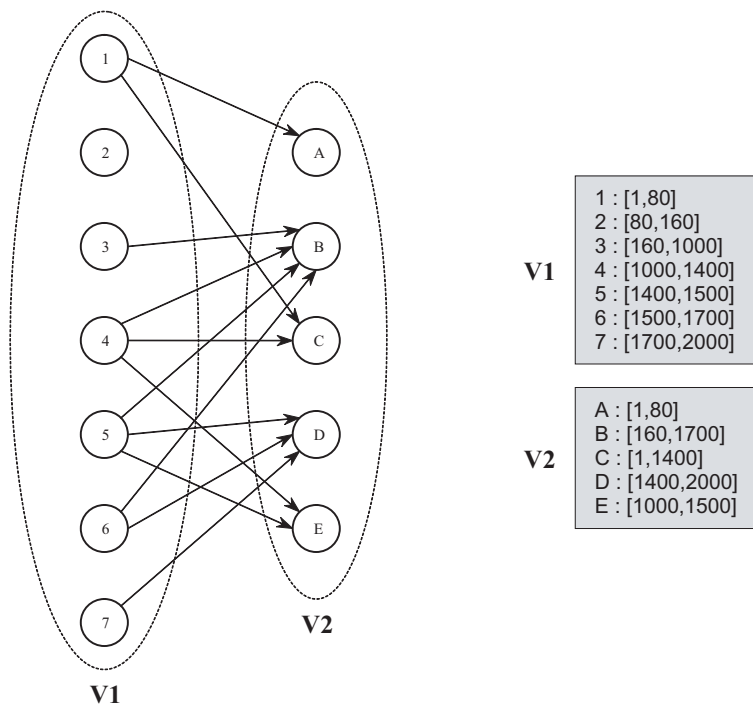 1
2
3
4
5
6
7
V1
A
B
C
D
E
V2
V1
1 : [1,80]
2 : [80,160]
3 : [160,1000]
4 : [1000,1400]
5 : [1400,1500]
6 : [1500,1700]
7 : [1700,2000]
V2
A : [1,80]
B : [160,1700]
C : [1,1400]
D : [1400,2000]
E : [1000,1500]